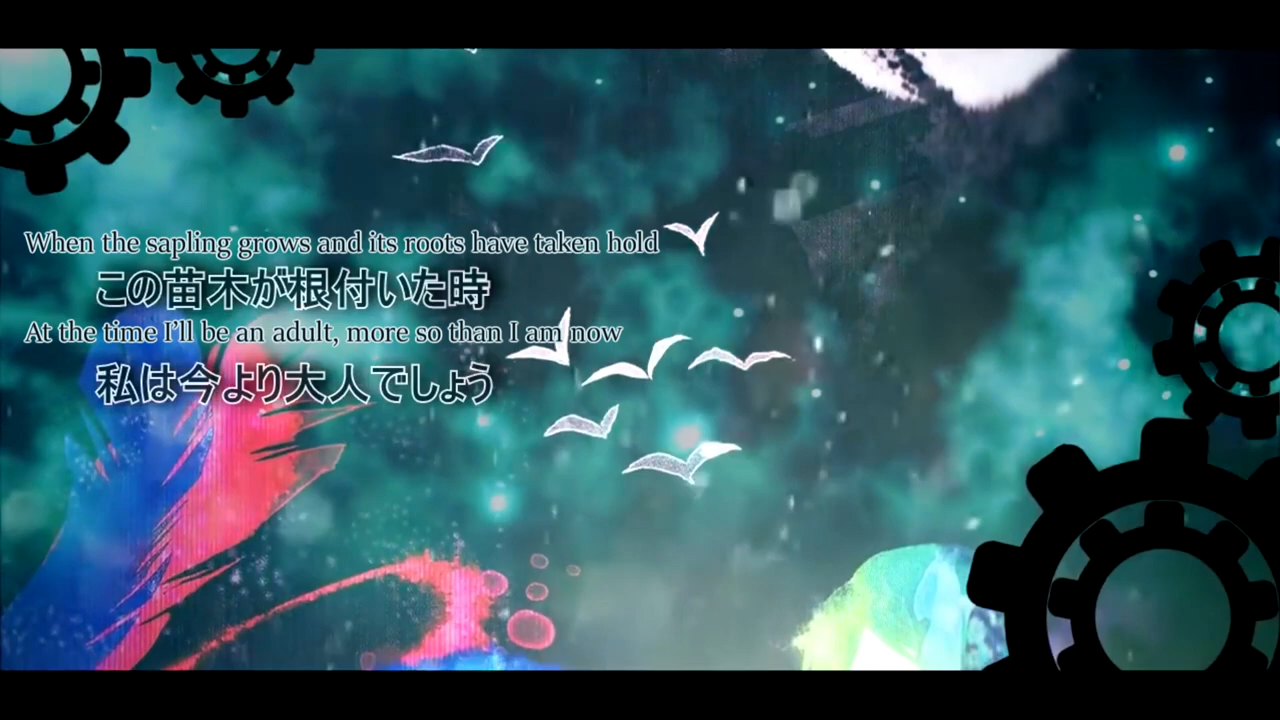 When the sapling grows and its roots have taken hold
この苗木が根付いた時
At the time I'll be an adult, more so than I am now
私は今より大人でしょう